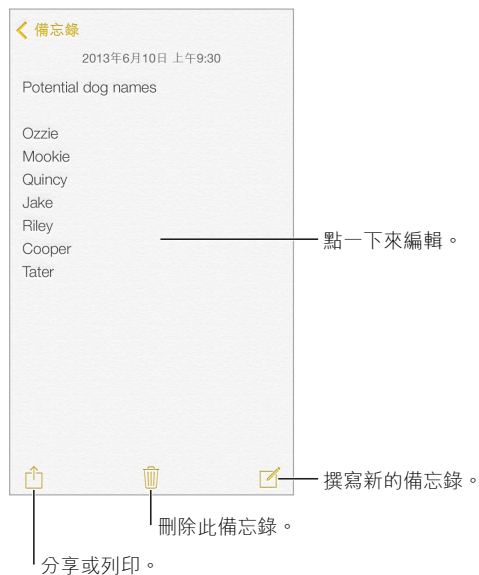 備忘錄
2013年6月10日 上午9:30
Potential dog names
Ozzie
Mookie
Quincy
Jake
Riley
Cooper
Tater
點一下來編輯。
撰寫新的備忘錄。
刪除此備忘錄。
分享或列印。